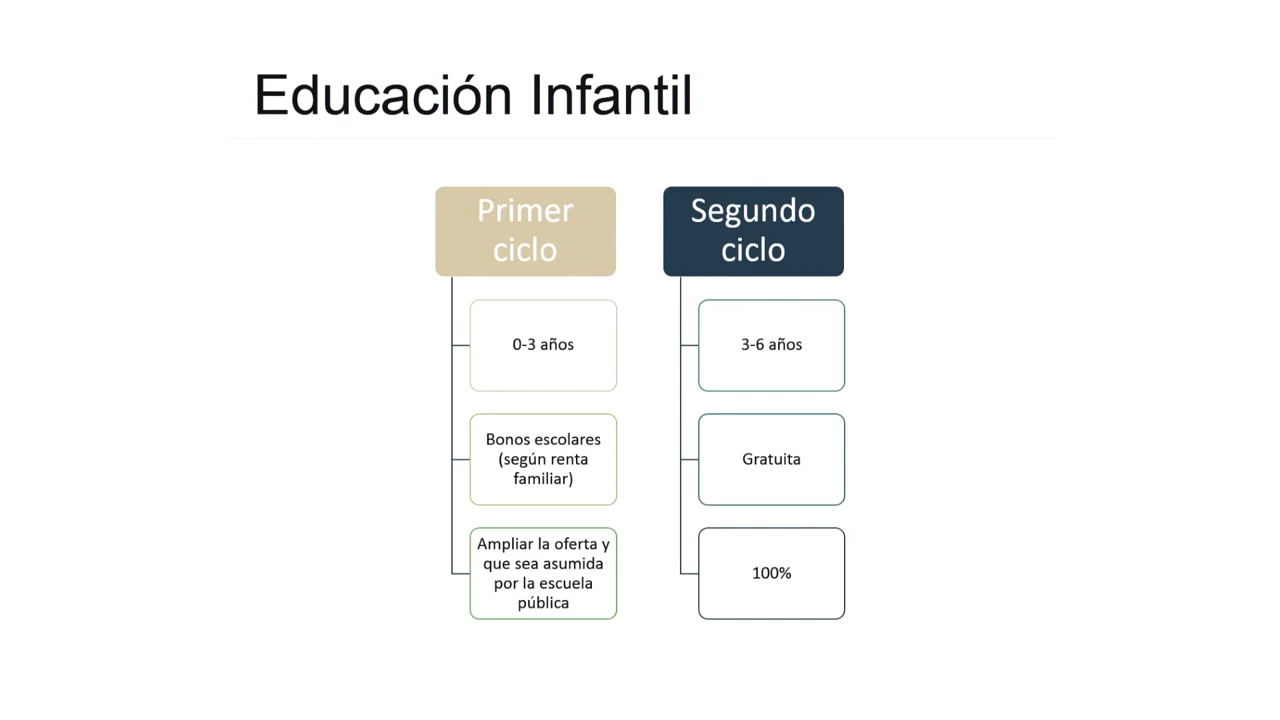 Educación Infantil
Primer
ciclo
0-3 años
Bonos escolares
(según renta
familiar)
Ampliar la oferta y
que sea asumida
por la escuela
pública
Segundo
ciclo
3-6 años
Gratuita
100%